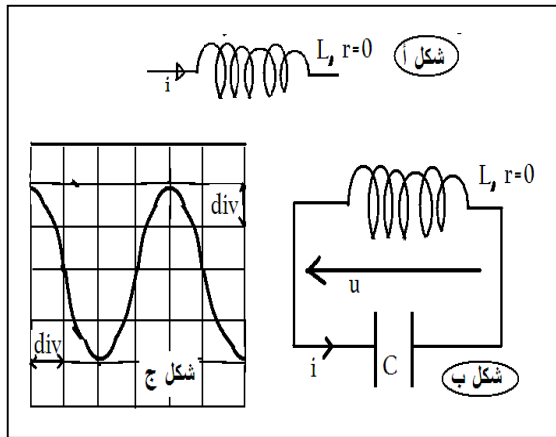 L, r=0
شكل أ
i
div
L, r=0
u
div
شكل ج
i
C
شكل ب